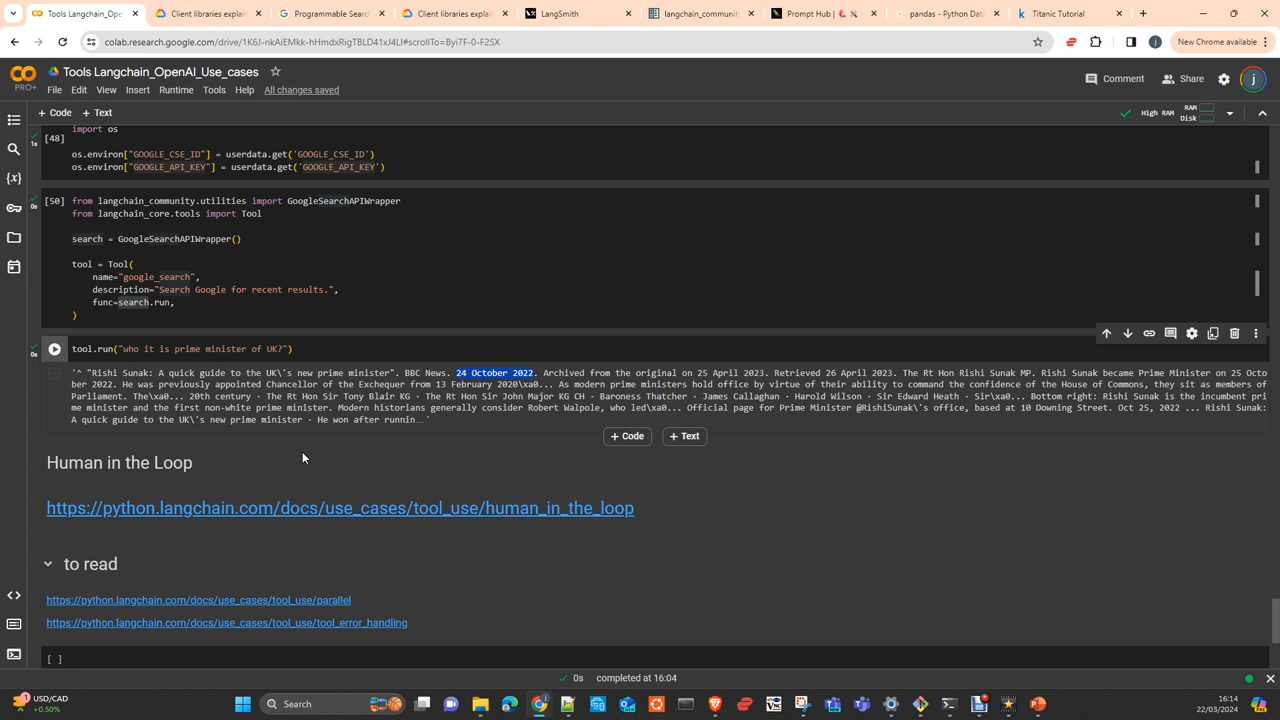 Tools Langchain_OpenAI_Use_c
Client libraries explain
Programmable Search
Client libraries explain
LangSmith
langchain_community
Prompt Hub |
pandas - Python Dat
Titanic Tutorial
colab.research.google.com/drive/1K6J-nkAiEMkk-hHmdxRigTBLD41xJ4LI#scrollTo=Byi7F-0-F2SX
New Chrome available
Tools Langchain_OpenAI_Use_cases
PRO+
File Edit View Insert Runtime Tools Help All changes saved
Comment Share j
+ Code + Text
High RAM RAM Disk
import os
[48]
1s
os.environ["GOOGLE_CSE_ID"] = userdata.get('GOOGLE_CSE_ID')
os.environ["GOOGLE_API_KEY"] = userdata.get('GOOGLE_API_KEY')
[50] from langchain_community.utilities import GoogleSearchAPIWrapper
0s
from langchain_core.tools import Tool
search = GoogleSearchAPIWrapper()
tool = Tool(
name="google_search",
description="Search Google for recent results.",
func=search.run,
)
tool.run("who it is prime minister of UK?")
0s
'^ "Rishi Sunak: A quick guide to the UK\'s new prime minister". BBC News. 24 October 2022. Archived from the original on 25 April 2023. Retrieved 26 April 2023. The Rt Hon Rishi Sunak MP. Rishi Sunak became Prime Minister on 25 Octo
ber 2022. He was previously appointed Chancellor of the Exchequer from 13 February 2020\xa0... As modern prime ministers hold office by virtue of their ability to command the confidence of the House of Commons, they sit as members of
Parliament. The\xa0... 20th century · The Rt Hon Sir Tony Blair KG · The Rt Hon Sir John Major KG CH · Baroness Thatcher · James Callaghan · Harold Wilson · Sir Edward Heath · Sir\xa0... Bottom right: Rishi Sunak is the incumbent pri
me minister and the first non-white prime minister. Modern historians generally consider Robert Walpole, who led\xa0... Official page for Prime Minister @RishiSunak\'s office, based at 10 Downing Street. Oct 25, 2022 ... Rishi Sunak:
A quick guide to the UK\'s new prime minister · He won after runnin…'
+ Code + Text
Human in the Loop
https://python.langchain.com/docs/use_cases/tool_use/human_in_the_loop
to read
https://python.langchain.com/docs/use_cases/tool_use/parallel
https://python.langchain.com/docs/use_cases/tool_use/tool_error_handling
[ ]
0s completed at 16:04
USD/CAD
+0.50%
Search
16:14
22/03/2024